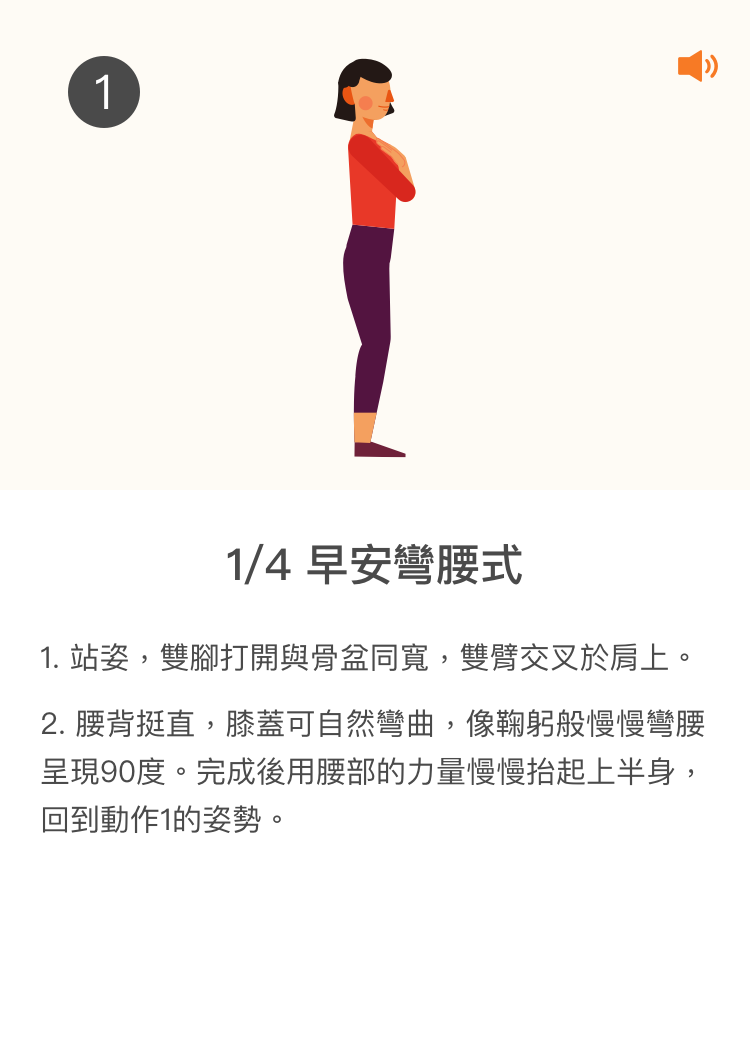 1
1/4 早安彎腰式
1. 站姿，雙腳打開與骨盆同寬，雙臂交叉於肩上。
2. 腰背挺直，膝蓋可自然彎曲，像鞠躬般慢慢彎腰
呈現90度。完成後用腰部的力量慢慢抬起上半身，
回到動作1的姿勢。